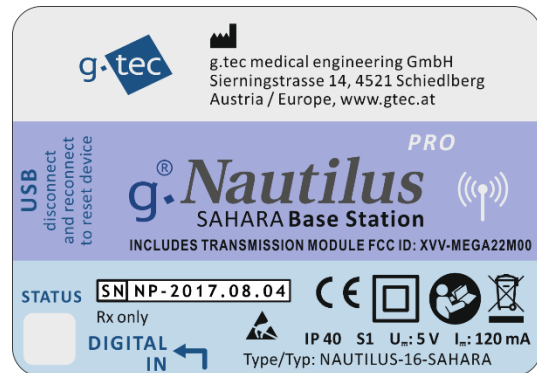 g.tec
g.tec medical engineering GmbH
Sierningstrasse 14, 4521 Schiedlberg
Austria / Europe, www.gtec.at
USB
disconnect
and reconnect
to reset device
PRO
g.®Nautilus
SAHARA Base Station
INCLUDES TRANSMISSION MODULE FCC ID: XVV-MEGA22M00
STATUS
SN NP-2017.08.04
Rx only
DIGITAL
IN
CE
IP 40 S1 Uᵢₙ: 5 V Iᵢₙ: 120 mA
Type/Typ: NAUTILUS-16-SAHARA